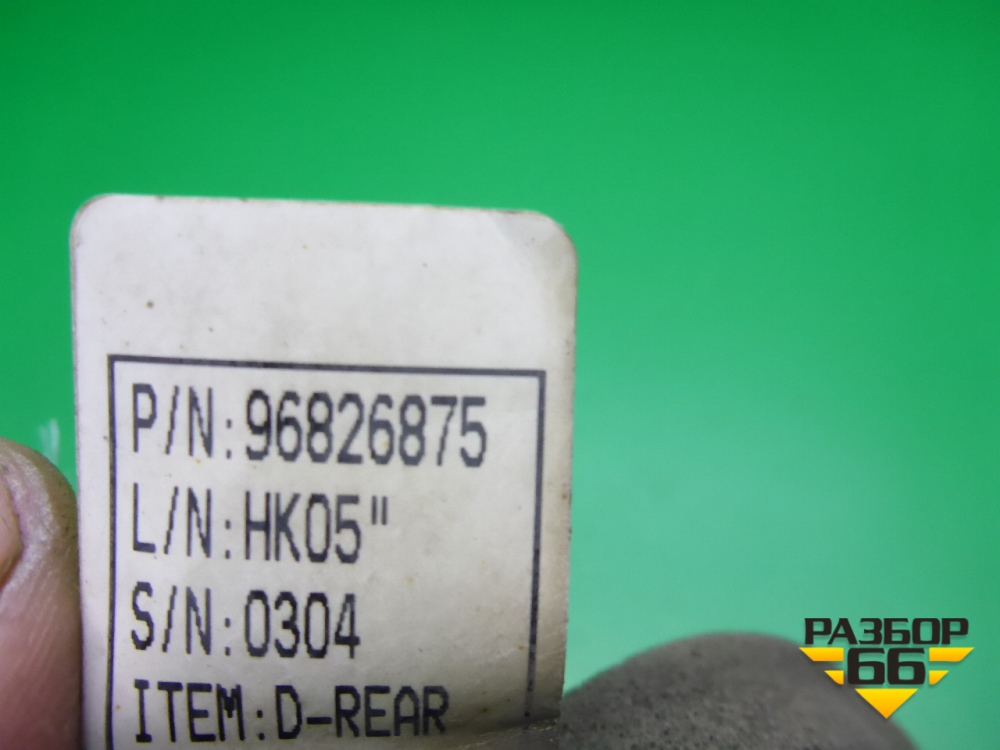 P/N:96826875
L/N:HK05"
S/N:0304
ITEM:D-REAR
РАЗБОР
66